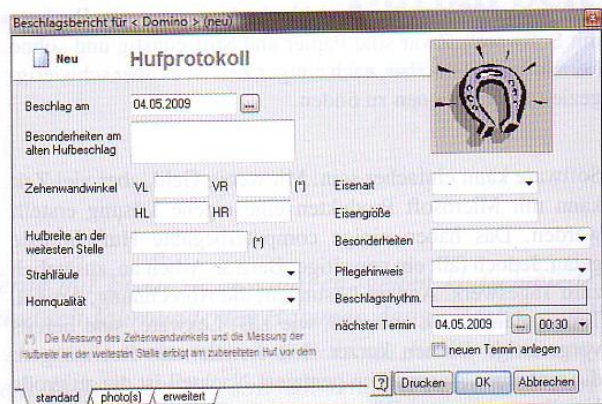 Beschlagsbericht für < Domino > (neu)
Neu
Hufprotokoll
Beschlag am
04.05.2009
...
Besonderheiten am
alten Hufbeschlag
Zehenwandwinkel
VL
VR
(*)
HL
HR
Hufbreite an der
weitesten Stelle
(*)
Strahlfäule
Hornqualität
(*) Die Messung des Zehenwandwinkels und die Messung der
Hufbreite an der weitesten Stelle erfolgt am zubereiteten Huf vor dem
Eisenart
Eisengröße
Besonderheiten
Pflegehinweis
Beschlagsrhythm.
nächster Termin
04.05.2009
...
00:30
neuen Termin anlegen
?
Drucken
OK
Abbrechen
standard / photo(s) / erweitert /